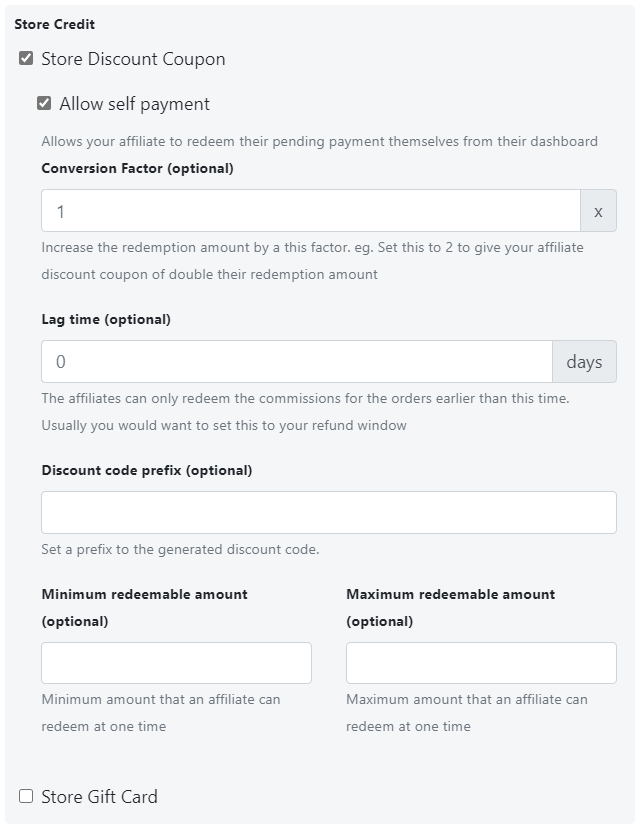 Store Credit
Store Discount Coupon
Allow self payment
Allows your affiliate to redeem their pending payment themselves from their dashboard
Conversion Factor (optional)
1 x
Increase the redemption amount by a this factor. eg. Set this to 2 to give your affiliate
discount coupon of double their redemption amount
Lag time (optional)
0 days
The affiliates can only redeem the commissions for the orders earlier than this time.
Usually you would want to set this to your refund window
Discount code prefix (optional)
Set a prefix to the generated discount code.
Minimum redeemable amount
(optional)
Minimum amount that an affiliate can
redeem at one time
Maximum redeemable amount
(optional)
Maximum amount that an affiliate can
redeem at one time
Store Gift Card